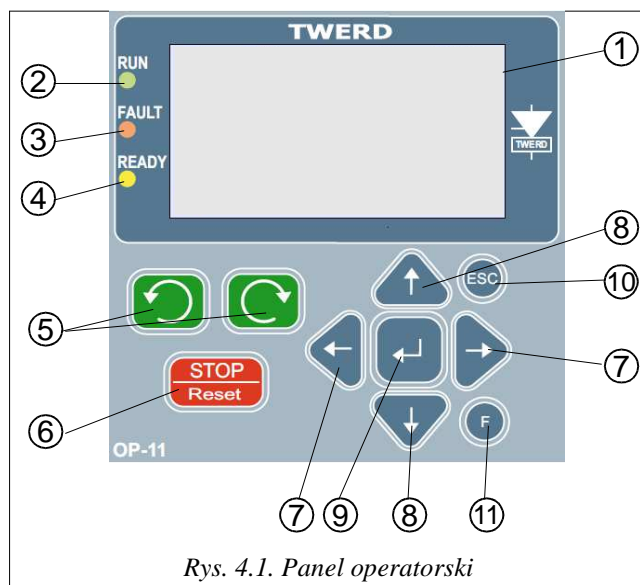 TWERD
1
RUN
2
FAULT
3
READY
4
TWERD
8
ESC
10
5
7
STOP
Reset
6
F
OP-11
7
9
8
11
Rys. 4.1. Panel operatorski